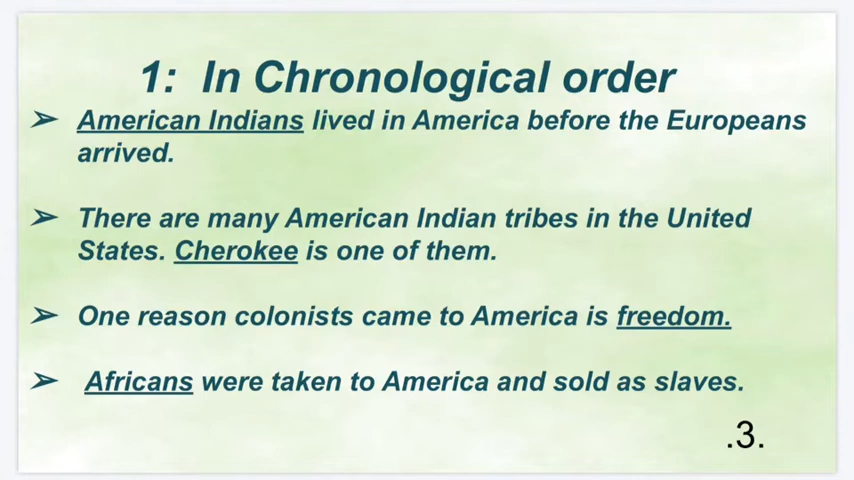 1: In Chronological order
➢ American Indians lived in America before the Europeans
arrived.
➢ There are many American Indian tribes in the United
States. Cherokee is one of them.
➢ One reason colonists came to America is freedom.
➢ Africans were taken to America and sold as slaves.
.3.